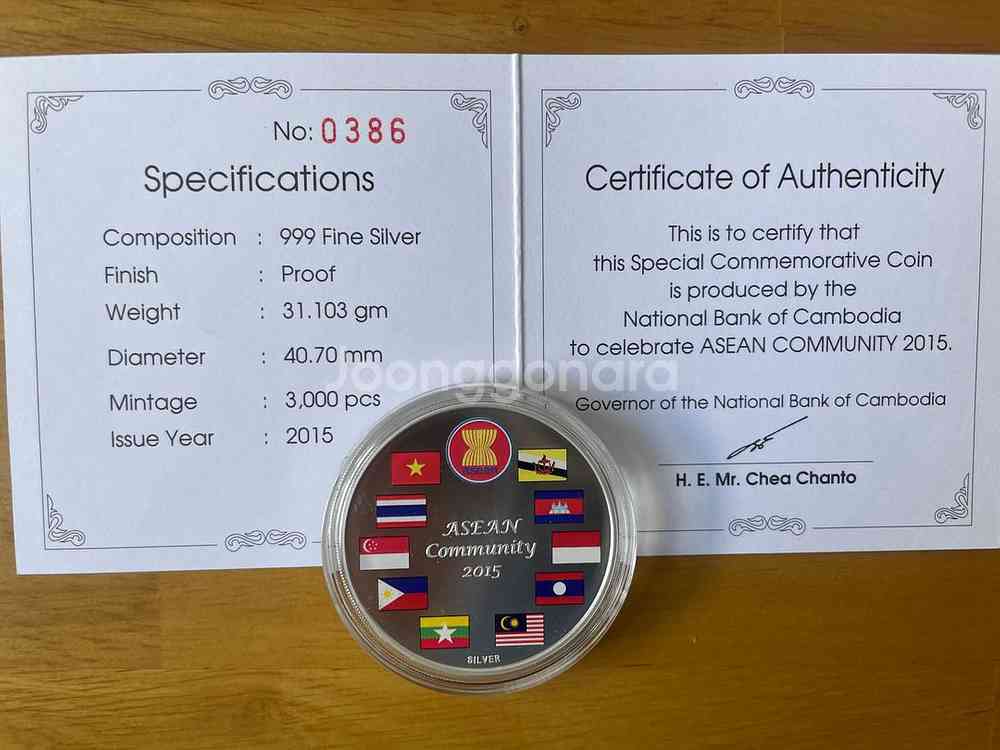 No: 0386
Specifications
Composition : 999 Fine Silver
Finish : Proof
Weight : 31.103 gm
Diameter : 40.70 mm
Mintage : 3,000 pcs
Issue Year : 2015
Certificate of Authenticity
This is to certify that
this Special Commemorative Coin
is produced by the
National Bank of Cambodia
to celebrate ASEAN COMMUNITY 2015.
Governor of the National Bank of Cambodia
H. E. Mr. Chea Chanto
Joonggonara
ASEAN
ASEAN
Community
2015
SILVER